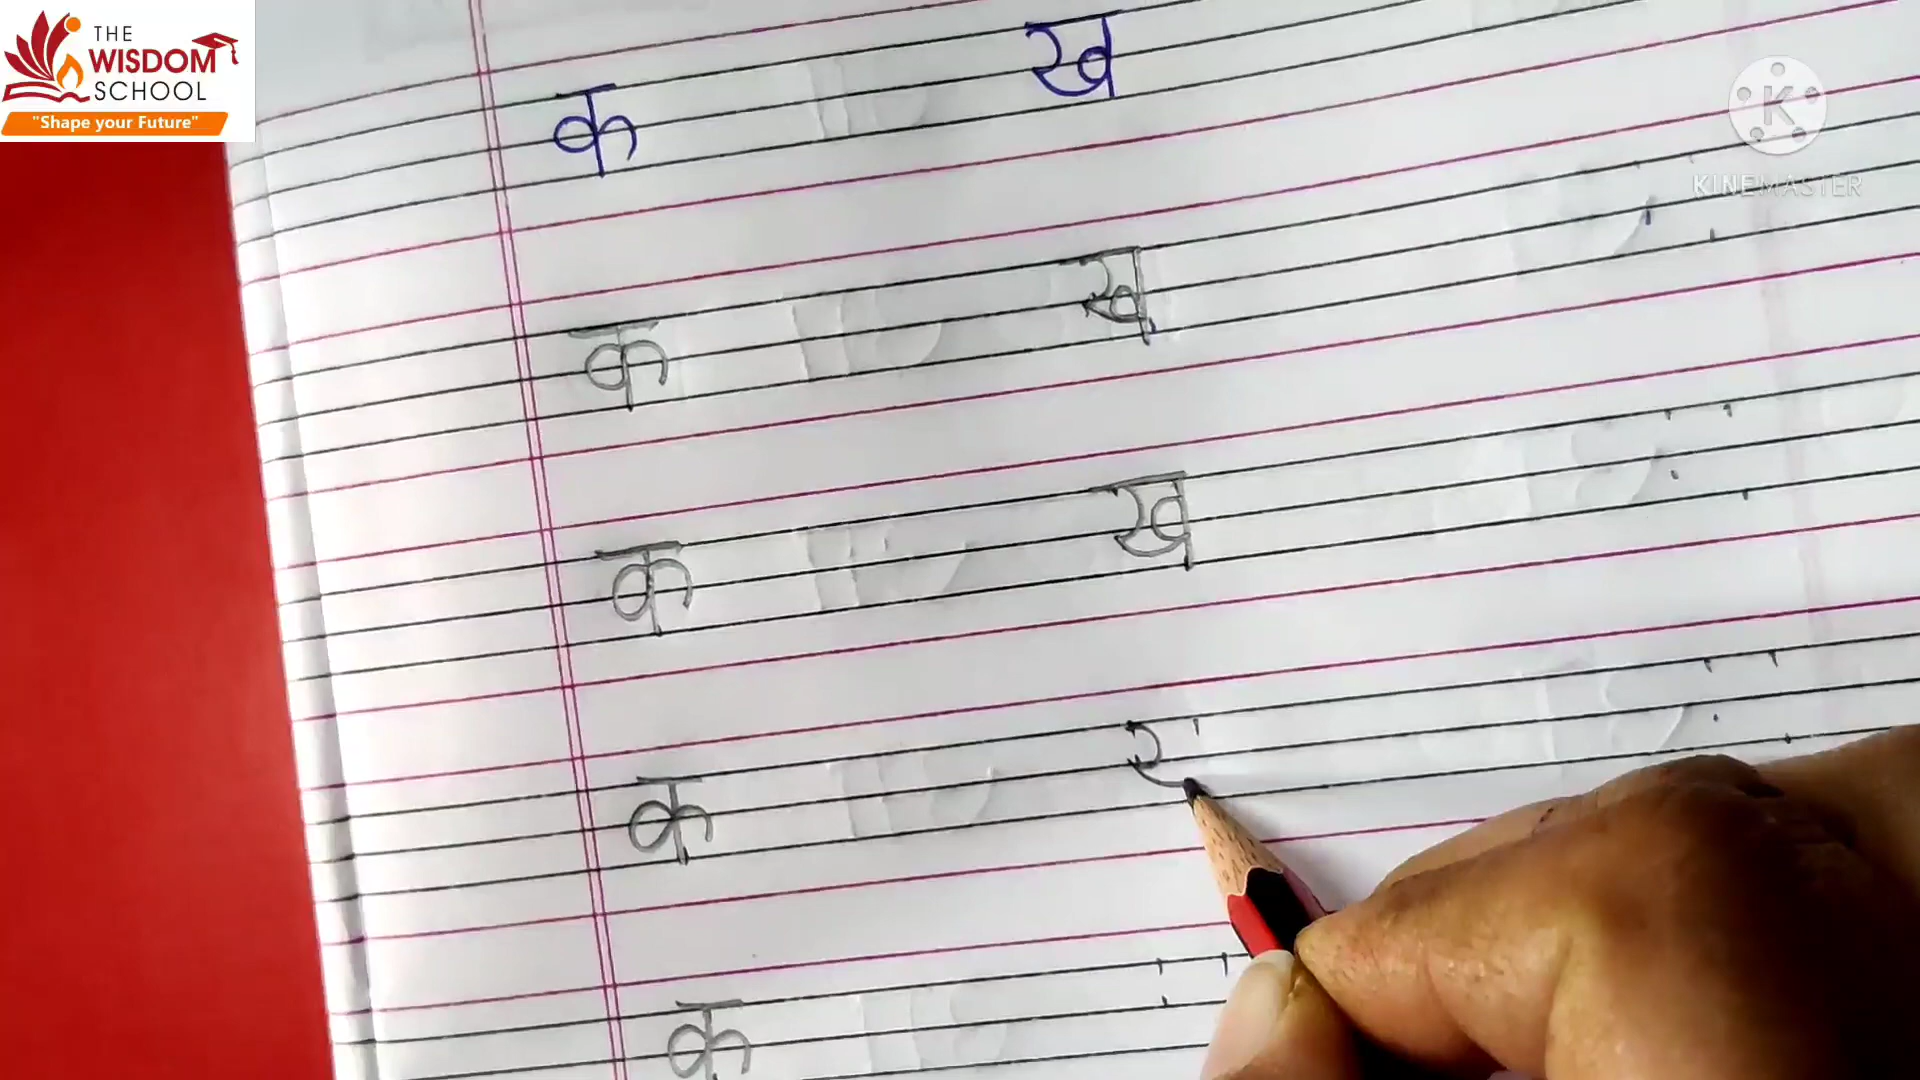 THE
WISDOM
SCHOOL
"Shape your Future"
K
KINEMASTER
क ख
क ख
क ख
क
क